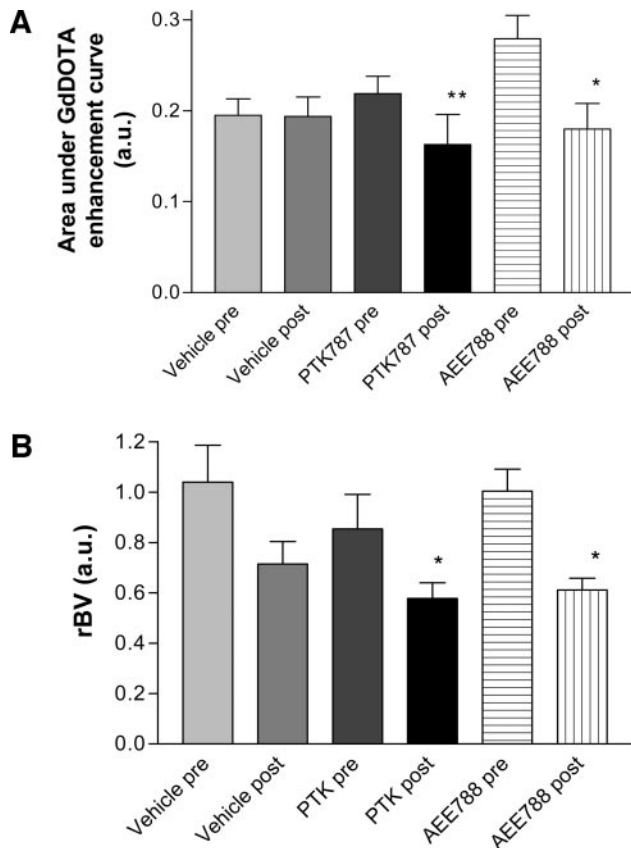 A
Area under GdDOTA
enhancement curve
(a.u.)
0.3
0.2
0.1
0.0
**
*
Vehicle pre
Vehicle post
PTK787 pre
PTK787 post
AEE788 pre
AEE788 post
B
rBV (a.u.)
1.2
1.0
0.8
0.6
0.4
0.2
0.0
*
*
Vehicle pre
Vehicle post
PTK pre
PTK post
AEE788 pre
AEE788 post